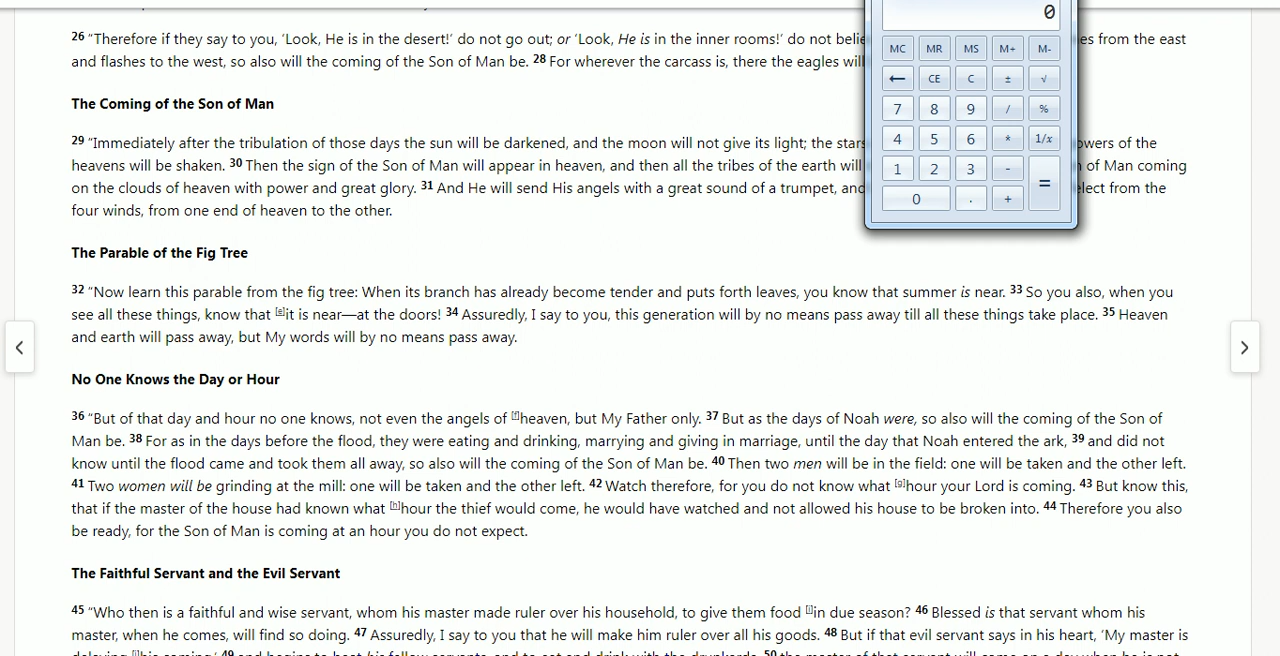 0
MC MR MS M+ M-
← CE C ± √
7 8 9 / %
4 5 6 * 1/x
1 2 3 - =
0 . +
26 “Therefore if they say to you, ‘Look, He is in the desert!’ do not go out; or ‘Look, He is in the inner rooms!’ do not es from the east
and flashes to the west, so also will the coming of the Son of Man be. 28 For wherever the carcass is, there the eagles will
The Coming of the Son of Man
29 “Immediately after the tribulation of those days the sun will be darkened, and the moon will not give its light; the stars owers of the
heavens will be shaken. 30 Then the sign of the Son of Man will appear in heaven, and then all the tribes of the earth will of Man coming
on the clouds of heaven with power and great glory. 31 And He will send His angels with a great sound of a trumpet, and elect from the
four winds, from one end of heaven to the other.
The Parable of the Fig Tree
32 “Now learn this parable from the fig tree: When its branch has already become tender and puts forth leaves, you know that summer is near. 33 So you also, when you
see all these things, know that [e]it is near—at the doors! 34 Assuredly, I say to you, this generation will by no means pass away till all these things take place. 35 Heaven
and earth will pass away, but My words will by no means pass away.
No One Knows the Day or Hour
36 “But of that day and hour no one knows, not even the angels of [f]heaven, but My Father only. 37 But as the days of Noah were, so also will the coming of the Son of
Man be. 38 For as in the days before the flood, they were eating and drinking, marrying and giving in marriage, until the day that Noah entered the ark, 39 and did not
know until the flood came and took them all away, so also will the coming of the Son of Man be. 40 Then two men will be in the field: one will be taken and the other left.
41 Two women will be grinding at the mill: one will be taken and the other left. 42 Watch therefore, for you do not know what [g]hour your Lord is coming. 43 But know this,
that if the master of the house had known what [h]hour the thief would come, he would have watched and not allowed his house to be broken into. 44 Therefore you also
be ready, for the Son of Man is coming at an hour you do not expect.
The Faithful Servant and the Evil Servant
45 “Who then is a faithful and wise servant, whom his master made ruler over his household, to give them food [i]in due season? 46 Blessed is that servant whom his
master, when he comes, will find so doing. 47 Assuredly, I say to you that he will make him ruler over all his goods. 48 But if that evil servant says in his heart, ‘My master is